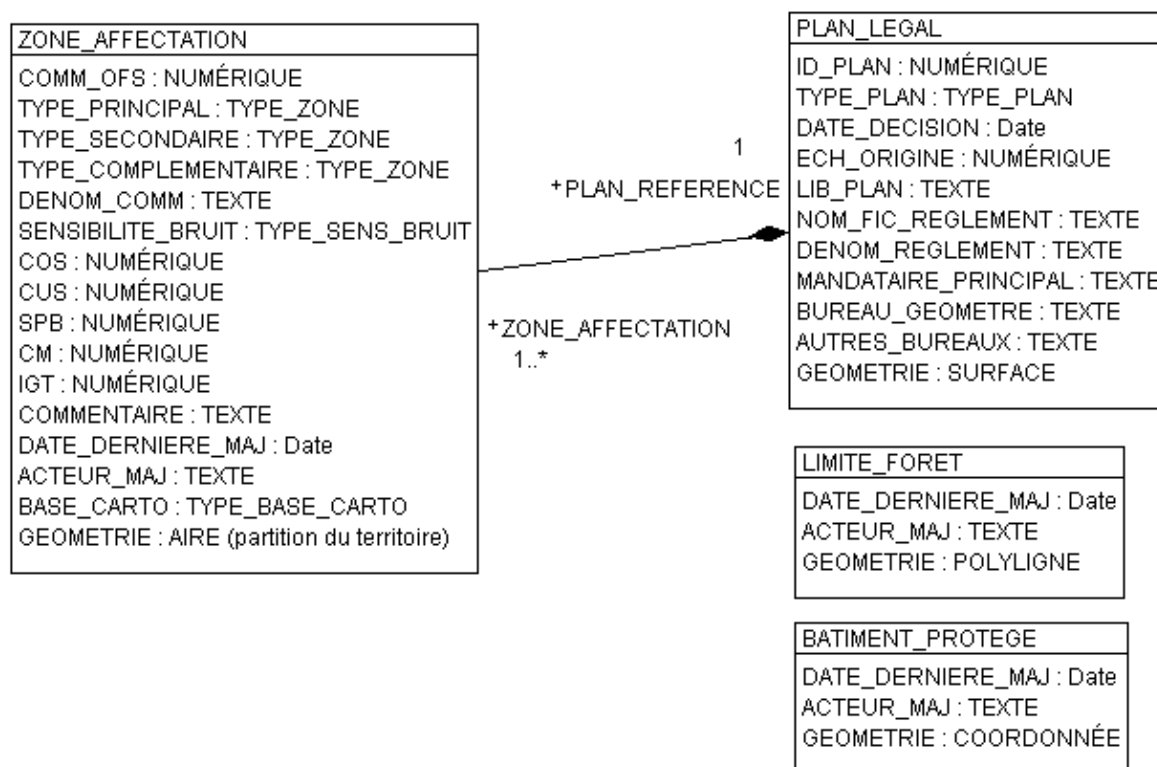 ZONE_AFFECTATION
COMM_OFS : NUMÉRIQUE
TYPE_PRINCIPAL : TYPE_ZONE
TYPE_SECONDAIRE : TYPE_ZONE
TYPE_COMPLEMENTAIRE : TYPE_ZONE
DENOM_COMM : TEXTE
SENSIBILITE_BRUIT : TYPE_SENS_BRUIT
COS : NUMÉRIQUE
CUS : NUMÉRIQUE
SPB : NUMÉRIQUE
CM : NUMÉRIQUE
IGT : NUMÉRIQUE
COMMENTAIRE : TEXTE
DATE_DERNIERE_MAJ : Date
ACTEUR_MAJ : TEXTE
BASE_CARTO : TYPE_BASE_CARTO
GEOMETRIE : AIRE (partition du territoire)
1
+PLAN_REFERENCE
+ZONE_AFFECTATION
1..*
PLAN_LEGAL
ID_PLAN : NUMÉRIQUE
TYPE_PLAN : TYPE_PLAN
DATE_DECISION : Date
ECH_ORIGINE : NUMÉRIQUE
LIB_PLAN : TEXTE
NOM_FIC_REGLEMENT : TEXTE
DENOM_REGLEMENT : TEXTE
MANDATAIRE_PRINCIPAL : TEXTE
BUREAU_GEOMETRE : TEXTE
AUTRES_BUREAUX : TEXTE
GEOMETRIE : SURFACE
LIMITE_FORET
DATE_DERNIERE_MAJ : Date
ACTEUR_MAJ : TEXTE
GEOMETRIE : POLYLIGNE
BATIMENT_PROTEGE
DATE_DERNIERE_MAJ : Date
ACTEUR_MAJ : TEXTE
GEOMETRIE : COORDONNÉE